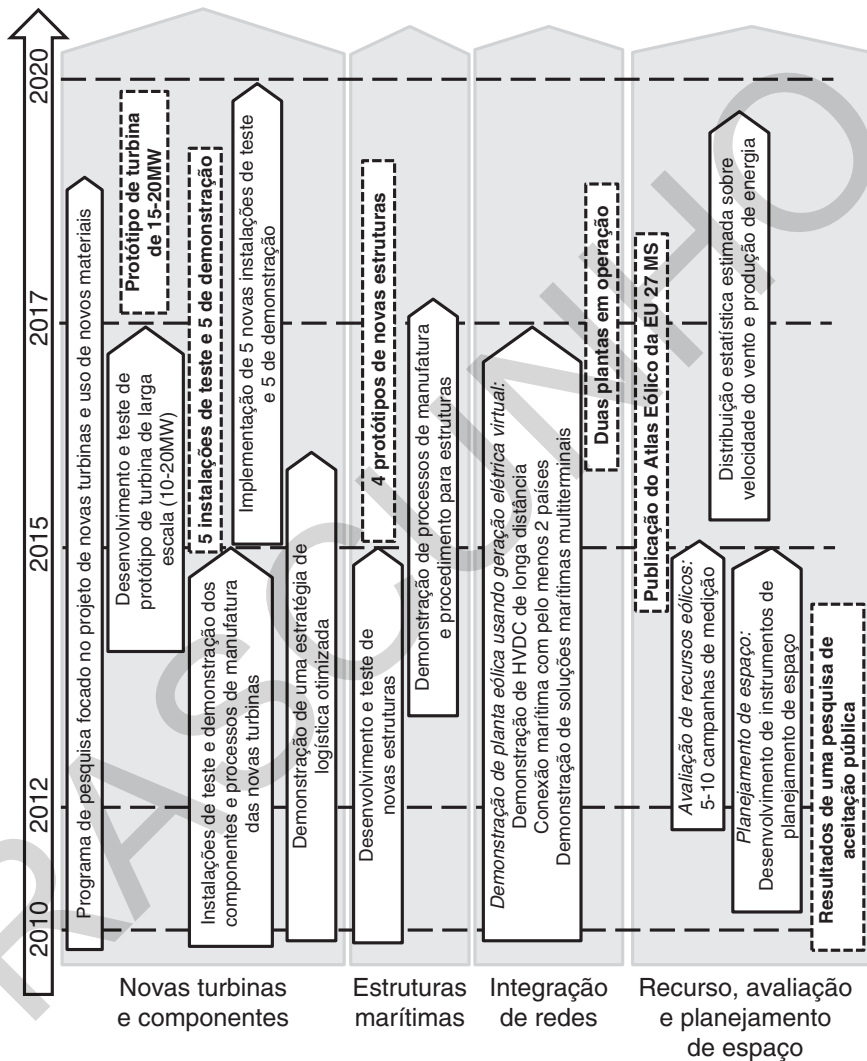 2010
2012
2015
2017
2020
Programa de pesquisa focado no projeto de novas turbinas e uso de novos materiais
Protótipo de turbina
de 15-20MW
Desenvolvimento e teste de
protótipo de turbina de larga
escala (10-20MW)
5 instalações de teste e 5 de demonstração
Instalações de teste e demonstração dos
componentes e processos de manufatura
das novas turbinas
Implementação de 5 novas instalações de teste
e 5 de demonstração
Demonstração de uma estratégia de
logística otimizada
Novas turbinas
e componentes
4 protótipos de novas estruturas
Desenvolvimento e teste de
novas estruturas
Demonstração de processos de manufatura
e procedimento para estruturas
Estruturas
marítimas
Demonstração de planta eólica usando geração elétrica virtual:
Demonstração de HVDC de longa distância
Conexão marítima com pelo menos 2 países
Demonstração de soluções marítimas multiterminais
Duas plantas em operação
Integração
de redes
Publicação do Atlas Eólico da EU 27 MS
Avaliação de recursos eólicos:
5-10 campanhas de medição
Distribuição estatística estimada sobre
velocidade do vento e produção de energia
Planejamento de espaço:
Desenvolvimento de instrumentos de
planejamento de espaço
Resultados de uma pesquisa de
aceitação pública
Recurso, avaliação
e planejamento
de espaço
RASCUNHO